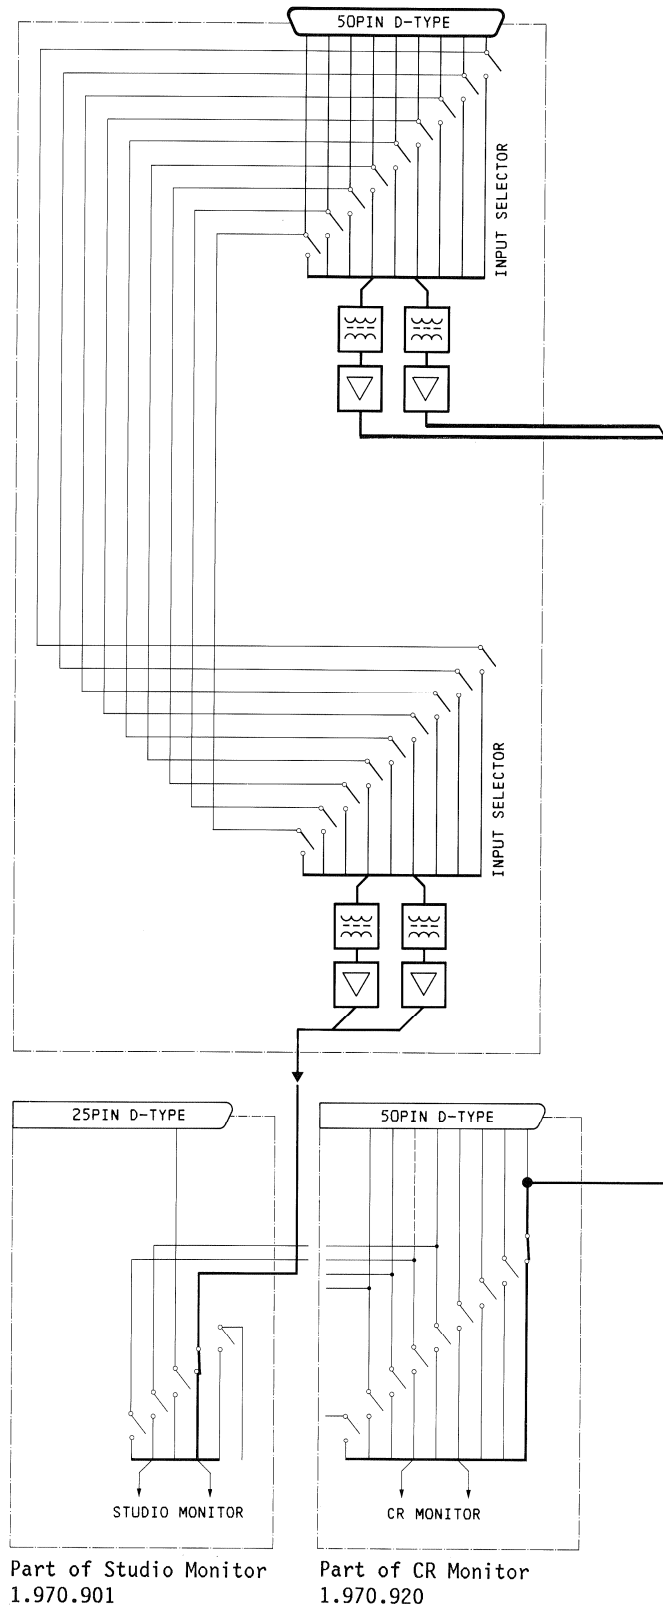 50PIN D-TYPE
INPUT SELECTOR
INPUT SELECTOR
25PIN D-TYPE
50PIN D-TYPE
STUDIO MONITOR
CR MONITOR
Part of Studio Monitor
1.970.901
Part of CR Monitor
1.970.920